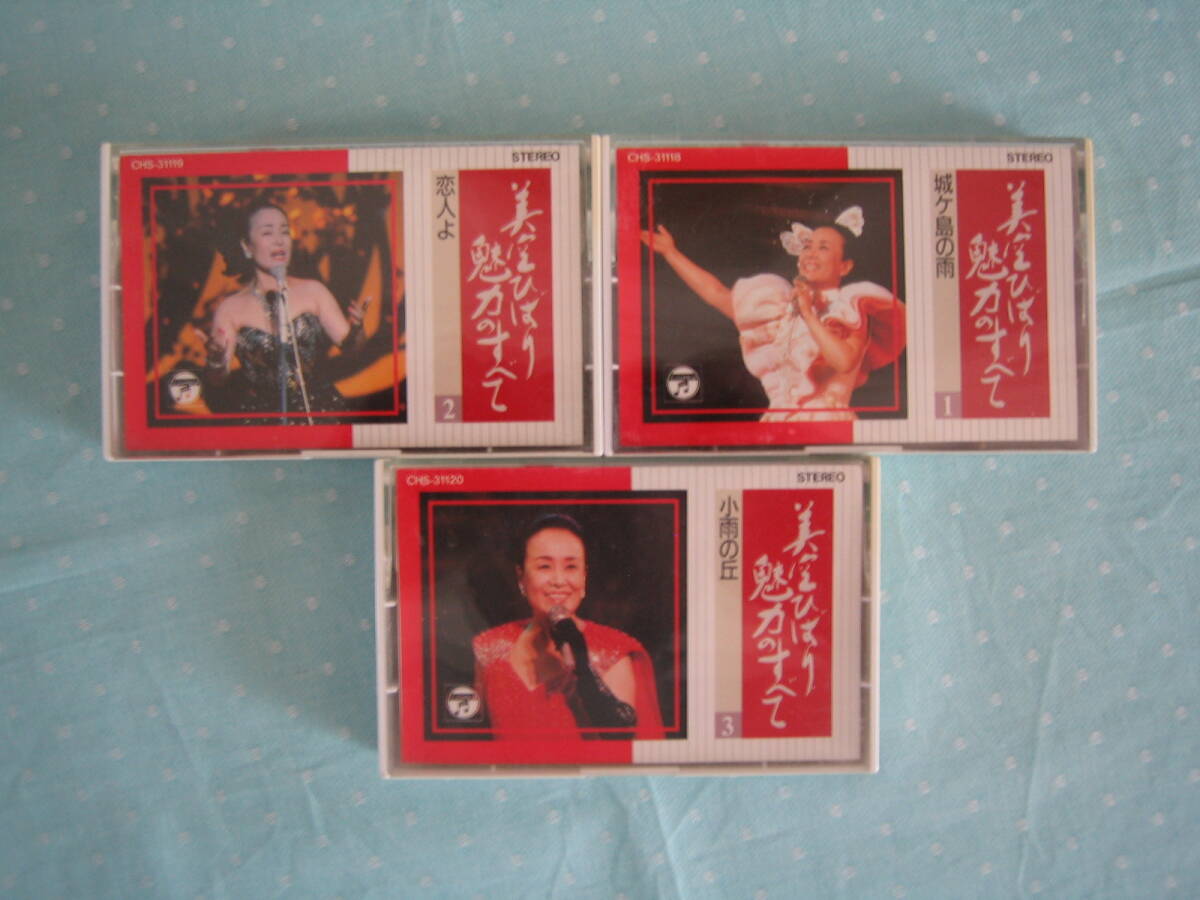 CHS-31119
STEREO
美空ひばり
魅力のすべて
恋人よ
2
CHS-31118
STEREO
美空ひばり
魅力のすべて
城ケ島の雨
1
CHS-31120
STEREO
美空ひばり
魅力のすべて
小雨の丘
3